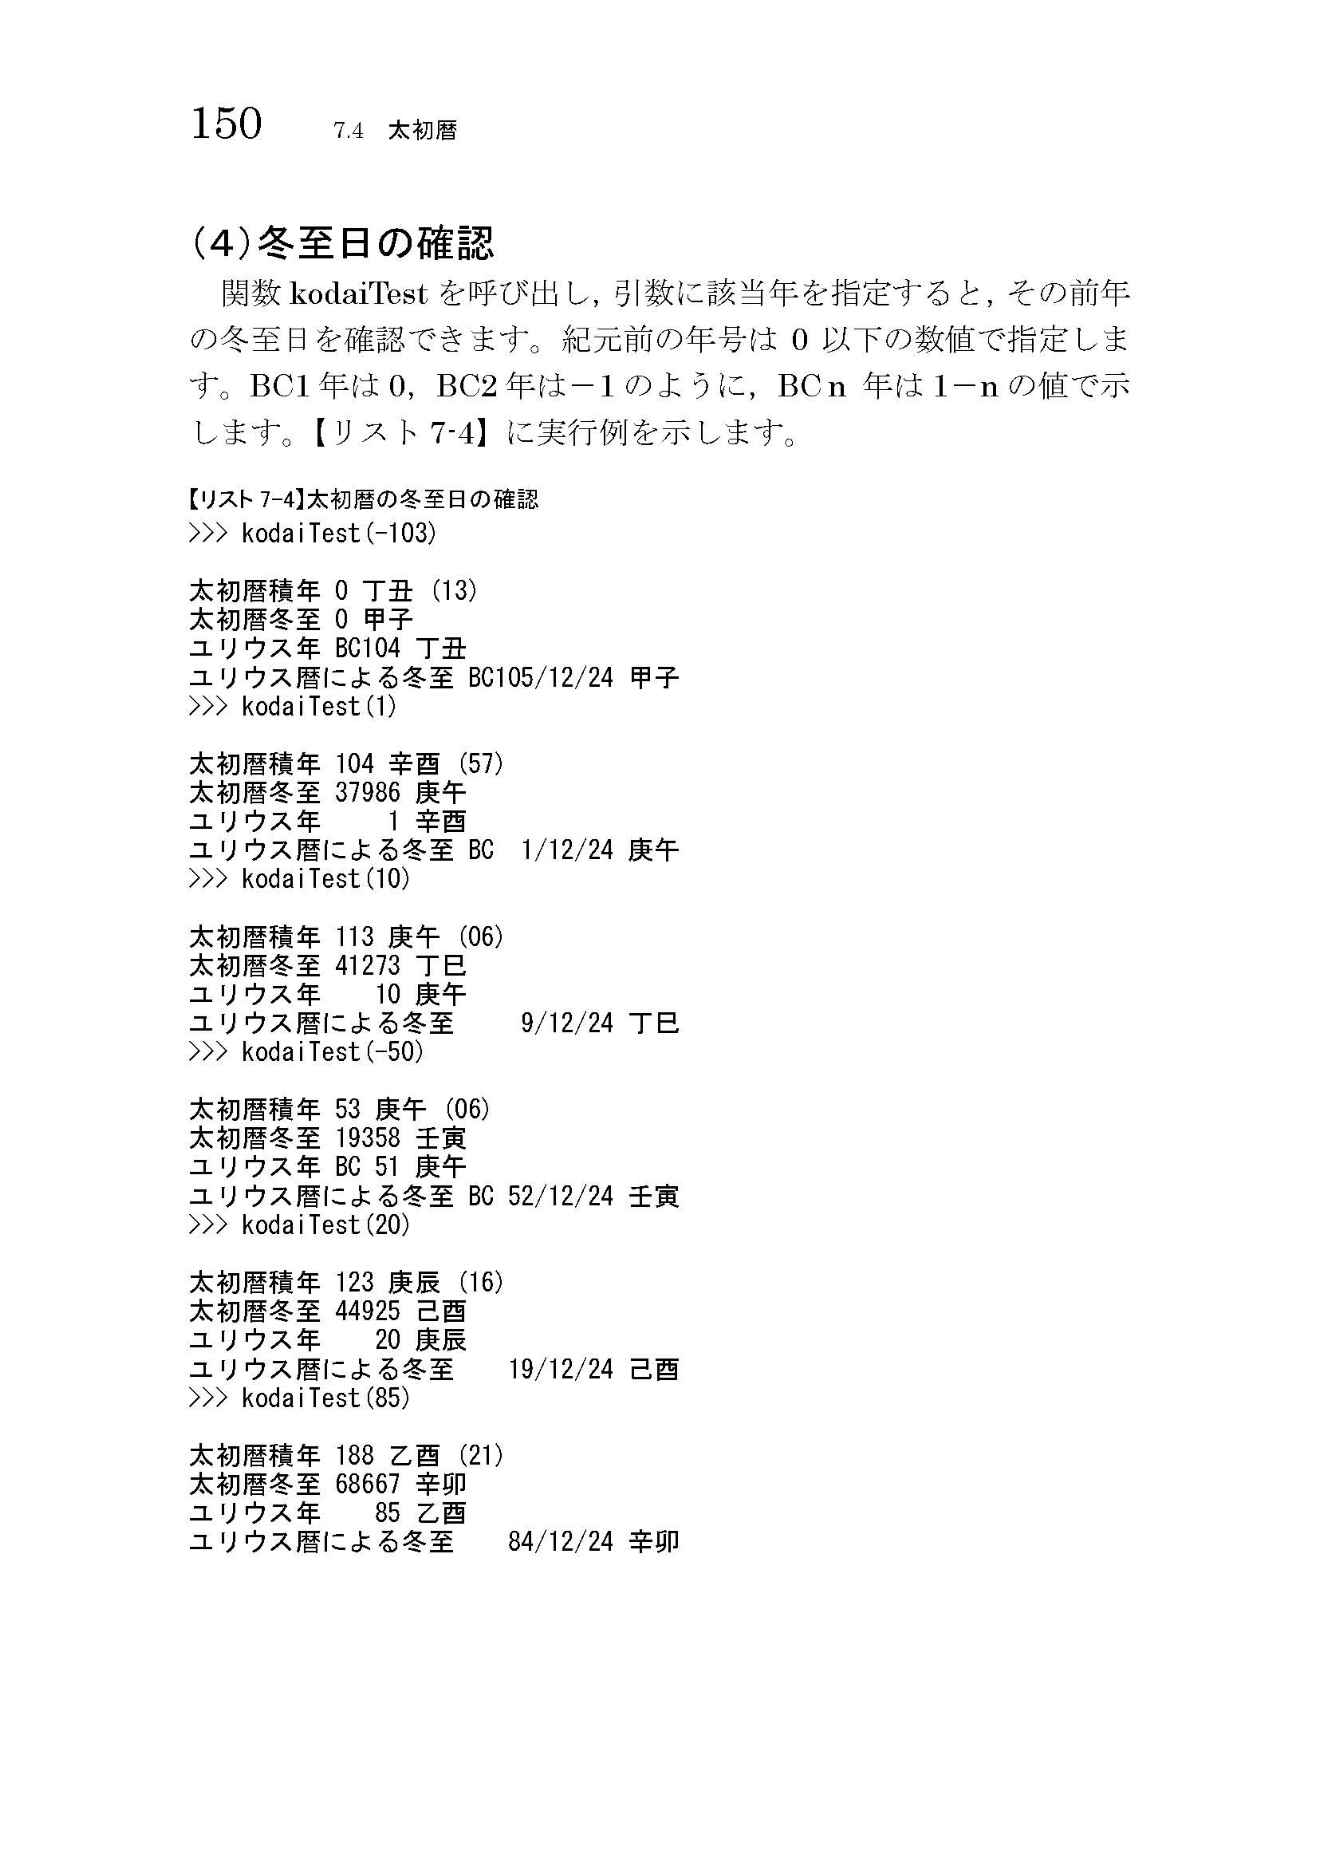 150 7.4 太初暦
(4)冬至日の確認
関数 kodaiTest を呼び出し, 引数に該当年を指定すると, その前年
の冬至日を確認できます。紀元前の年号は 0 以下の数値で指定しま
す。BC1 年は 0, BC2 年は－1 のように, BC n 年は 1－n の値で示
します。【リスト 7-4】に実行例を示します。
【リスト 7-4】太初暦の冬至日の確認
>>> kodaiTest(-103)
太初暦積年 0 丁丑 (13)
太初暦冬至 0 甲子
ユリウス年 BC104 丁丑
ユリウス暦による冬至 BC105/12/24 甲子
>>> kodaiTest(1)
太初暦積年 104 辛酉 (57)
太初暦冬至 37986 庚午
ユリウス年 1 辛酉
ユリウス暦による冬至 BC 1/12/24 庚午
>>> kodaiTest(10)
太初暦積年 113 庚午 (06)
太初暦冬至 41273 丁巳
ユリウス年 10 庚午
ユリウス暦による冬至 9/12/24 丁巳
>>> kodaiTest(-50)
太初暦積年 53 庚午 (06)
太初暦冬至 19358 壬寅
ユリウス年 BC 51 庚午
ユリウス暦による冬至 BC 52/12/24 壬寅
>>> kodaiTest(20)
太初暦積年 123 庚辰 (16)
太初暦冬至 44925 己酉
ユリウス年 20 庚辰
ユリウス暦による冬至 19/12/24 己酉
>>> kodaiTest(85)
太初暦積年 188 乙酉 (21)
太初暦冬至 68667 辛卯
ユリウス年 85 乙酉
ユリウス暦による冬至 84/12/24 辛卯